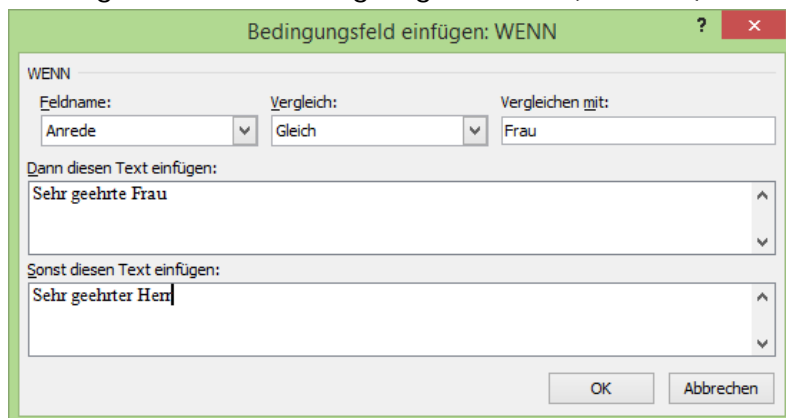 Bedingungsfeld einfügen: WENN ?
WENN
Feldname: Vergleich: Vergleichen mit:
Anrede Gleich Frau
Dann diesen Text einfügen:
Sehr geehrte Frau
Sonst diesen Text einfügen:
Sehr geehrter Herr
OK Abbrechen